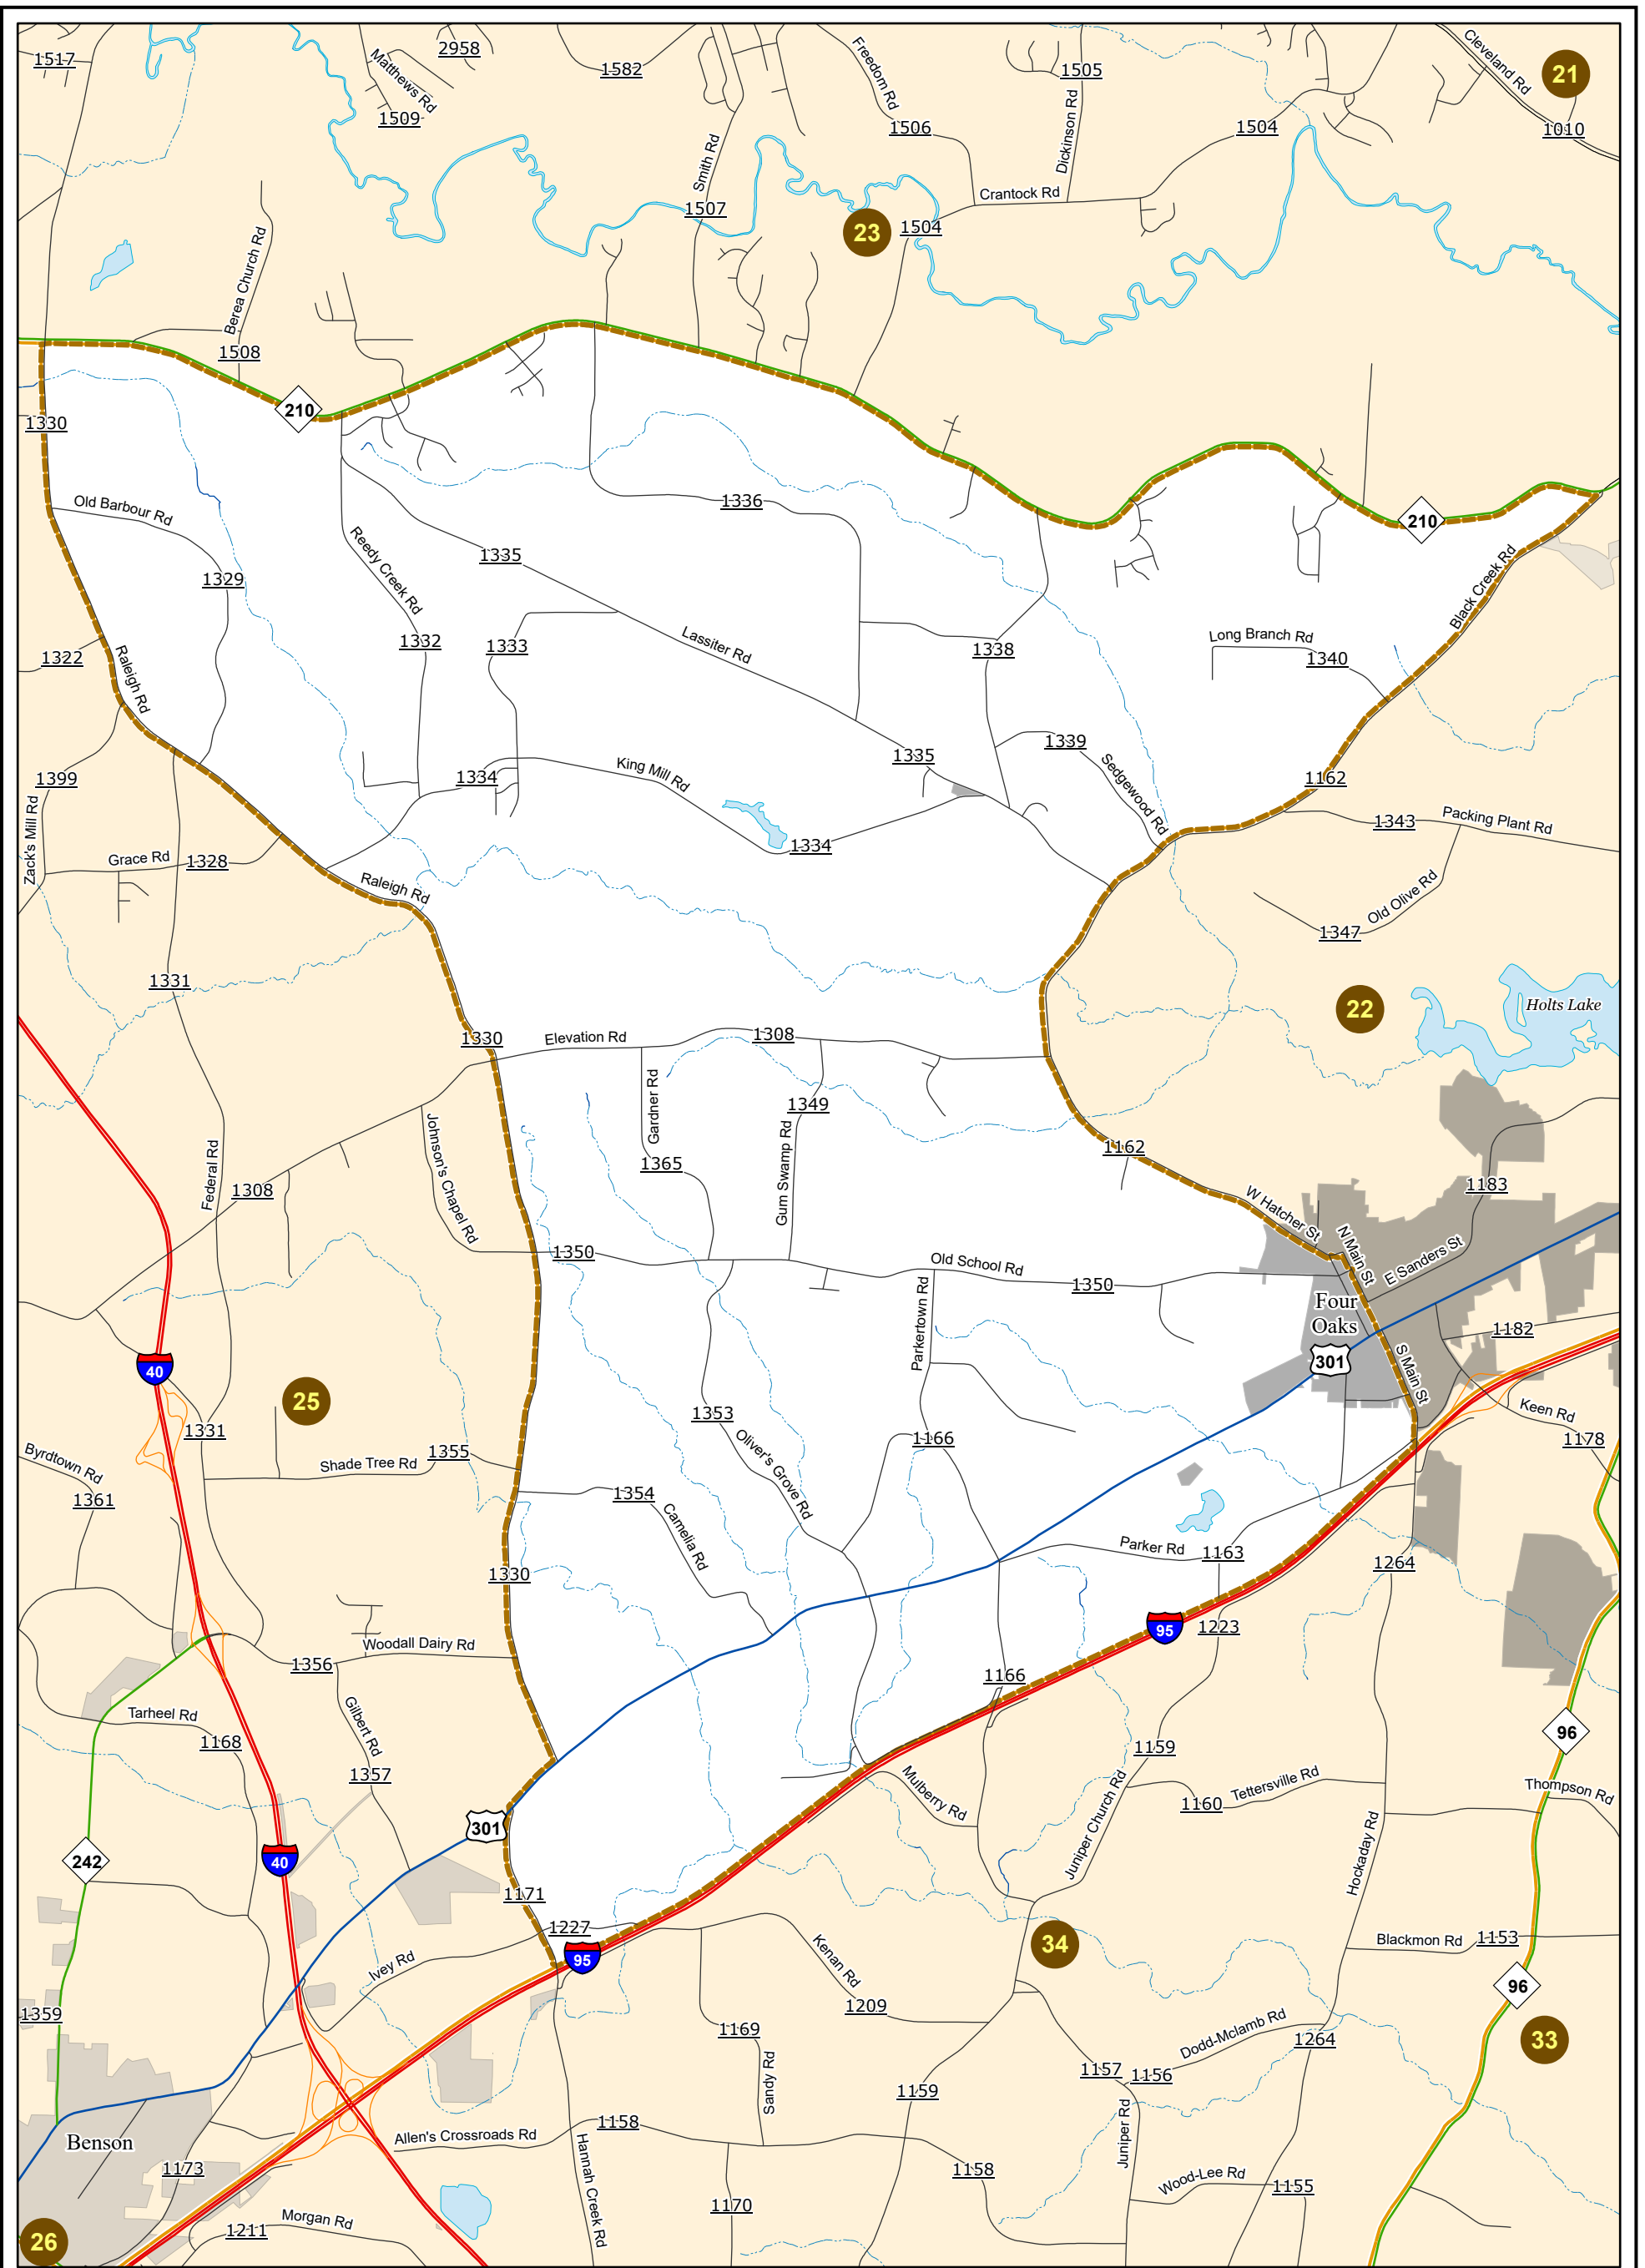 1517
2958
Matthews Rd
1509
1582
Freedom Rd
1506
1505
Dickinson Rd
1504
Cleveland Rd
21
1010
Smith Rd
1507
Crantock Rd
23
1504
Berea Church Rd
1508
210
1330
Old Barbour Rd
1329
Reedy Creek Rd
1332
1335
1336
210
Black Creek Rd
1322
Raleigh Rd
1333
Lassiter Rd
1338
Long Branch Rd
1340
1399
Zack's Mill Rd
1334
King Mill Rd
1335
1339
Sedgewood Rd
1162
1343
Packing Plant Rd
Grace Rd
1328
1334
Raleigh Rd
Old Olive Rd
1347
1331
22
Holts Lake
1330
Elevation Rd
1308
Gardner Rd
1349
Johnson's Chapel Rd
Federal Rd
1365
Gum Swamp Rd
1162
1308
1183
W Hatcher St
N Main St
E Sanders St
1350
Old School Rd
1350
Four
Oaks
Parkertown Rd
1182
301
S Main St
40
25
1353
Oliver's Grove Rd
Keen Rd
1178
1331
Byrdtown Rd
Shade Tree Rd
1355
1166
1361
1354
Camelia Rd
Parker Rd
1163
1264
1330
95
1223
Woodall Dairy Rd
1356
1166
Gilbert Rd
Tarheel Rd
1168
1357
96
1159
Mulberry Rd
Juniper Church Rd
1160
Tettersville Rd
Thompson Rd
301
242
40
Hockaday Rd
1171
1227
95
Ivey Rd
Kenan Rd
34
Blackmon Rd
1153
96
1359
1209
1169
Sandy Rd
Dodd-Mclamb Rd
1264
33
1157
1156
1159
Juniper Rd
Benson
Allen's Crossroads Rd
1158
Hannah Creek Rd
1173
1158
Wood-Lee Rd
1155
1170
1211
Morgan Rd
26